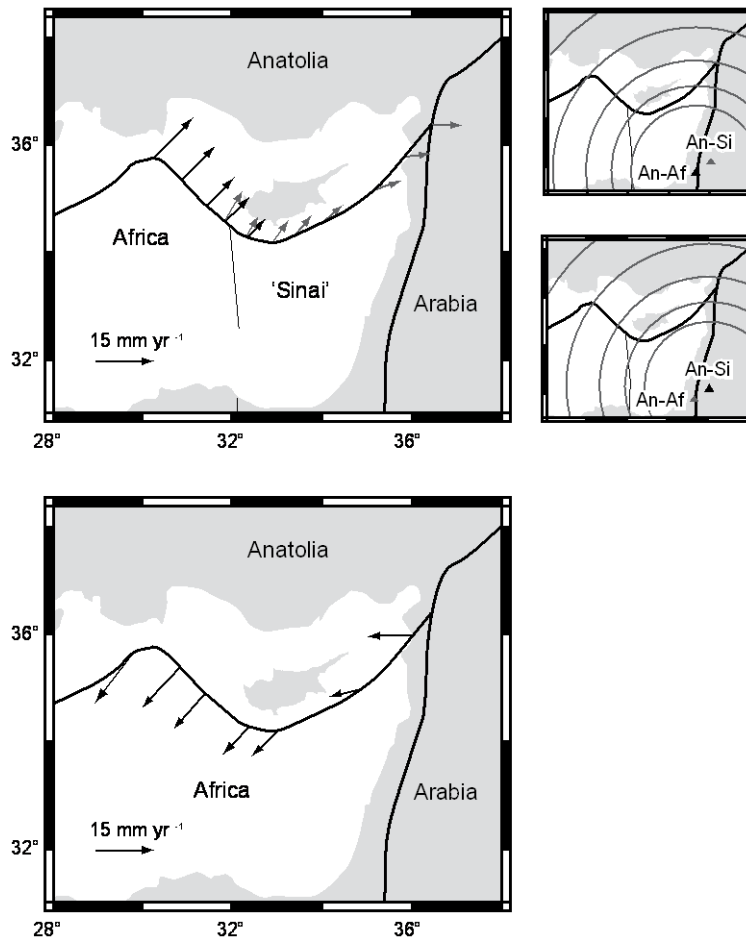 Anatolia
36°
Africa
'Sinai'
Arabia
15 mm yr -1
32°
28°
32°
36°
An-Si
An-Af
An-Si
An-Af
Anatolia
36°
Africa
Arabia
15 mm yr -1
32°
28°
32°
36°